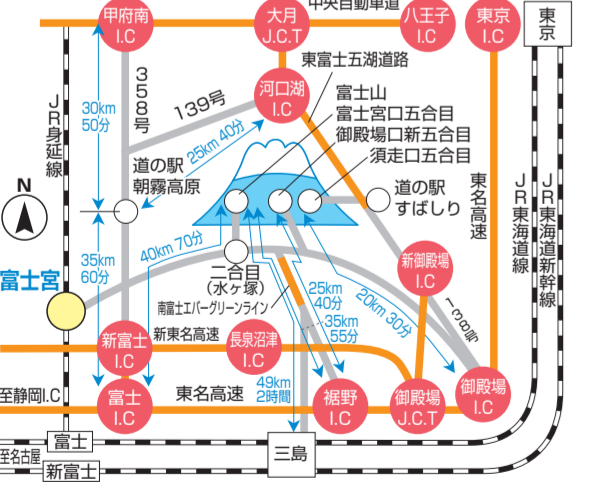 中央自動車道
甲府南
I.C
大月
J.C.T
八王子
I.C
東京
I.C
東京
東富士五湖道路
河口湖
I.C
富士山
富士宮口五合目
御殿場口新五合目
須走口五合目
358号
139号
JR身延線
30km
50分
25km 40分
道の駅
朝霧高原
道の駅
すばしり
N
東名高速
JR東海道線
JR東海道新幹線
富士宮
35km
60分
40km 70分
二合目
(水ヶ塚)
南富士エバーグリーンライン
新御殿場
I.C
138号
25km
40分
20km 30分
35km
55分
新富士
I.C
新東名高速
長泉沼津
I.C
49km
2時間
至静岡I.C
富士
I.C
東名高速
裾野
I.C
御殿場
J.C.T
御殿場
I.C
至名古屋
富士
新富士
三島